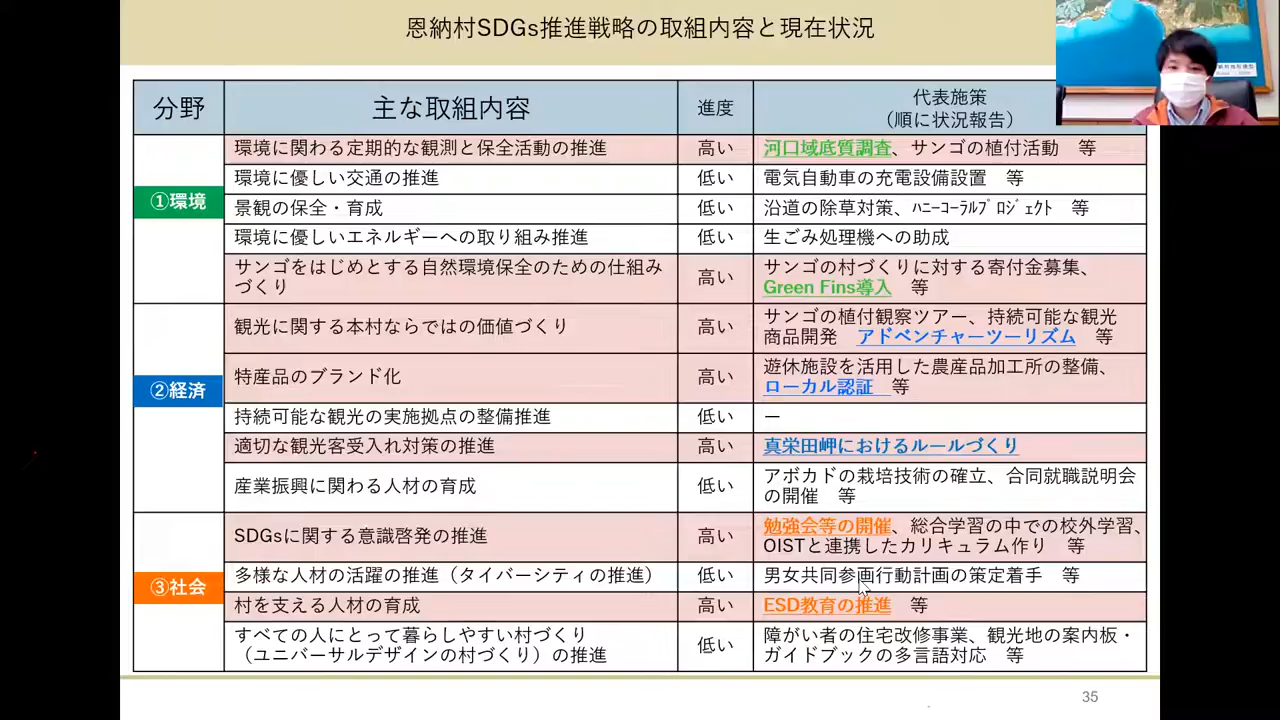 恩納村SDGs推進戦略の取組内容と現在状況
分野
主な取組内容
進度
代表施策
（順に状況報告）
①環境
環境に関わる定期的な観測と保全活動の推進
高い
河口域底質調査、サンゴの植付活動　等
環境に優しい交通の推進
低い
電気自動車の充電設備設置　等
景観の保全・育成
低い
沿道の除草対策、ﾊﾆｰｺｰﾗﾙﾌﾟﾛｼﾞｪｸﾄ　等
環境に優しいエネルギーへの取り組み推進
低い
生ごみ処理機への助成
サンゴをはじめとする自然環境保全のための仕組み
づくり
高い
サンゴの村づくりに対する寄付金募集、
Green Fins導入　等
②経済
観光に関する本村ならではの価値づくり
高い
サンゴの植付観察ツアー、持続可能な観光
商品開発　アドベンチャーツーリズム　等
特産品のブランド化
高い
遊休施設を活用した農産品加工所の整備、
ローカル認証　等
持続可能な観光の実施拠点の整備推進
低い
ー
適切な観光客受入れ対策の推進
高い
真栄田岬におけるルールづくり
産業振興に関わる人材の育成
低い
アボカドの栽培技術の確立、合同就職説明会
の開催　等
③社会
SDGsに関する意識啓発の推進
高い
勉強会等の開催、総合学習の中での校外学習、
OISTと連携したカリキュラム作り　等
多様な人材の活躍の推進（タイバーシティの推進）
低い
男女共同参画行動計画の策定着手　等
村を支える人材の育成
高い
ESD教育の推進　等
すべての人にとって暮らしやすい村づくり
（ユニバーサルデザインの村づくり）の推進
低い
障がい者の住宅改修事業、観光地の案内板・
ガイドブックの多言語対応　等
35